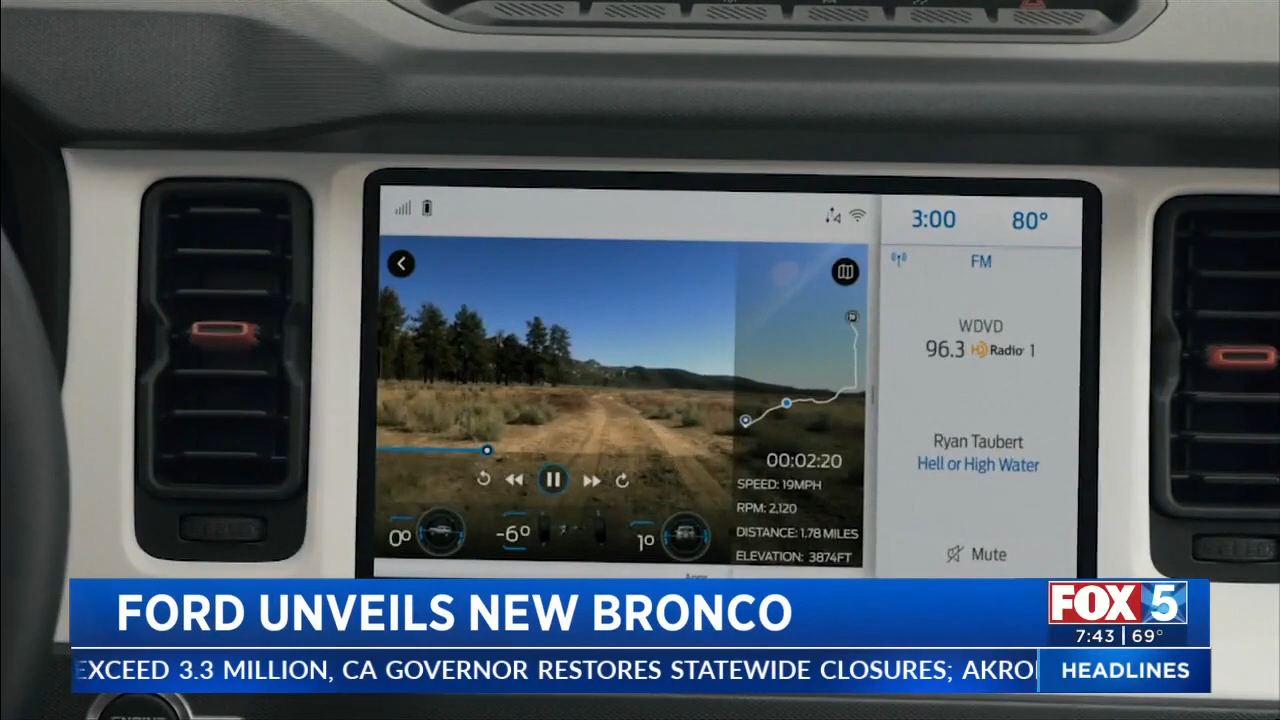 3:00 80°
FM
WDVD
96.3 HD Radio 1
Ryan Taubert
Hell or High Water
Mute
00:02:20
SPEED: 19MPH
RPM: 2,120
DISTANCE: 1.78 MILES
ELEVATION: 3874FT
0° -6° 1°
FORD UNVEILS NEW BRONCO
FOX 5
7:43 | 69°
EXCEED 3.3 MILLION, CA GOVERNOR RESTORES STATEWIDE CLOSURES; AKRO
HEADLINES
ENGINE